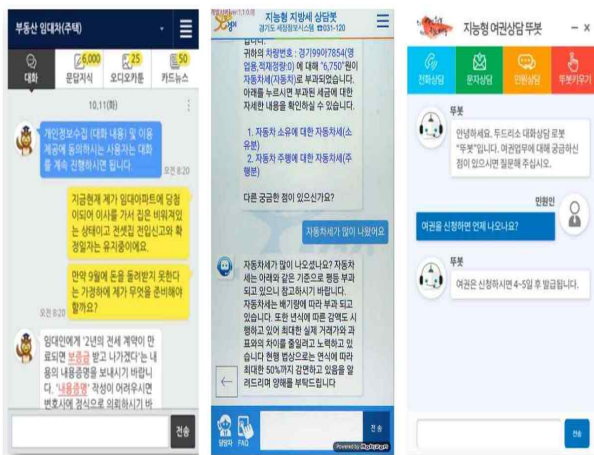 부동산 임대차(주택)
6,000
25
50
대화
문답지식
오디오카툰
카드뉴스
10.11(화)
개인정보수집 (대화 내용) 및 이용
제공에 동의하시는 사용자는 대화
를 계속 진행하시면 됩니다.
오전 8:20
지금현재 제가 임대아파트에 당첨
이되어 이사를 가서 집은 비워져있
는 상태이고 전셋집 전입신고와 확
정일자는 유지중이에요.
만약 9월에 돈을 돌려받지 못한다
는 가정하에 제가 무엇을 준비해야
할까요?
오전 8:20
임대인에게 '2년의 전세 계약이 만
료되면 보증금 받고 나가겠다'는 내
용의 내용증명을 보내시기 바랍니
다. '내용증명' 작성이 어려우시면
변호사에 정식으로 의뢰하시기 바
전송
지능형 지방세 상담봇
경기도 세정정보시스템 ☎031-120
귀하의 차량번호 : 경기99아7854(영
업용,적재정량:0) 에 대해 "6,750"원이
자동차세(자동차)로 부과되었습니다.
아래를 누르시면 부과된 세금에 대한
자세한 내용을 확인하실 수 있습니다.
1. 자동차 소유에 대한 자동차세(소
유분)
2. 자동차 주행에 대한 자동차세(주
행분)
다른 궁금한 점이 있으신가요?
자동차세가 많이 나왔어요
자동차세가 많이 나오셨나요? 자동차
세는 아래와 같은 기준으로 평등 부과
되고 있으니 참고하시기 바랍니다.
자동차세는 배기량에 따라 부과 되고
있습니다. 또한 년식에 따른 감액도 시
행하고 있어 최대한 실제 거래가와 과
표와의 차이를 줄일려고 노력하고 있
습니다 현행 법상으로는 연식에 따라
최대한 50%까지 감면하고 있음을 알
려드리며 양해를 부탁드립니다
담당자
FAQ
전송
Powered by
지능형 여권상담 뚜봇
전화상담
문자상담
민원상담
뚜봇키우기
뚜봇
안녕하세요. 두드리소 대화상담 로봇
"뚜봇"입니다. 여권업무에 대해 궁금하신
점이 있으시면 질문해 주십시오.
민원인
여권을 신청하면 언제 나오나요?
뚜봇
여권은 신청하시면 4~5일 후 발급됩니다.
전송